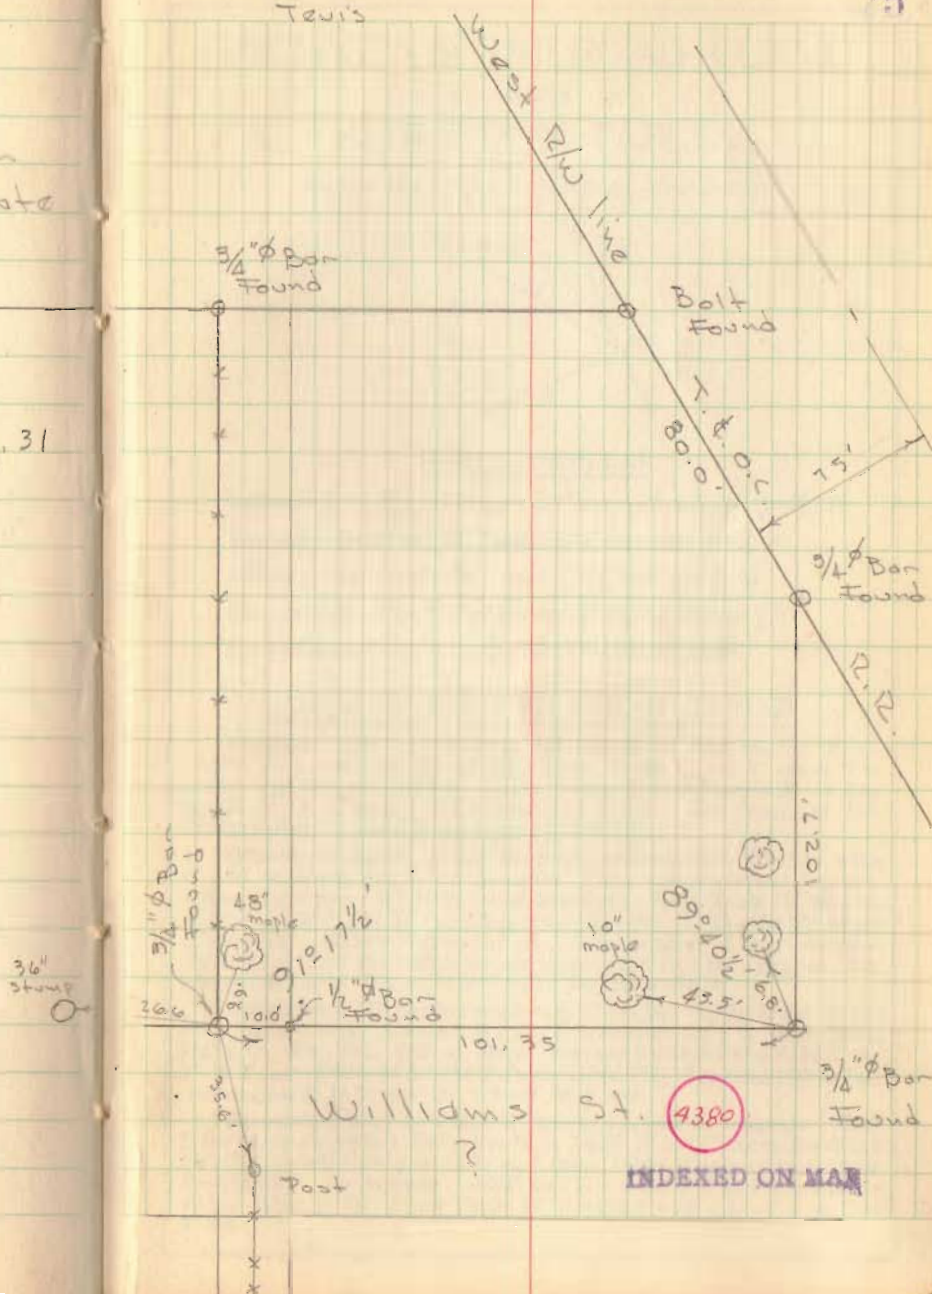 Tevis
West R/W line
3/4"Ø Bar
Found
Bolt
Found
T. & O.C.
80.0'
75'
.31
3/4"Ø Bar
Found
R.R.
102.7'
3/4"Ø Bar
Found
48"
maple
91°17½'
10"
maple
89°40½'
36"
stump
26.6
10.0'
½"Ø Bar
Found
43.5'
6.8'
101.35
35.6'
3/4"Ø Bar
Found
Williams St.
4380
?
Post
INDEXED ON MAP